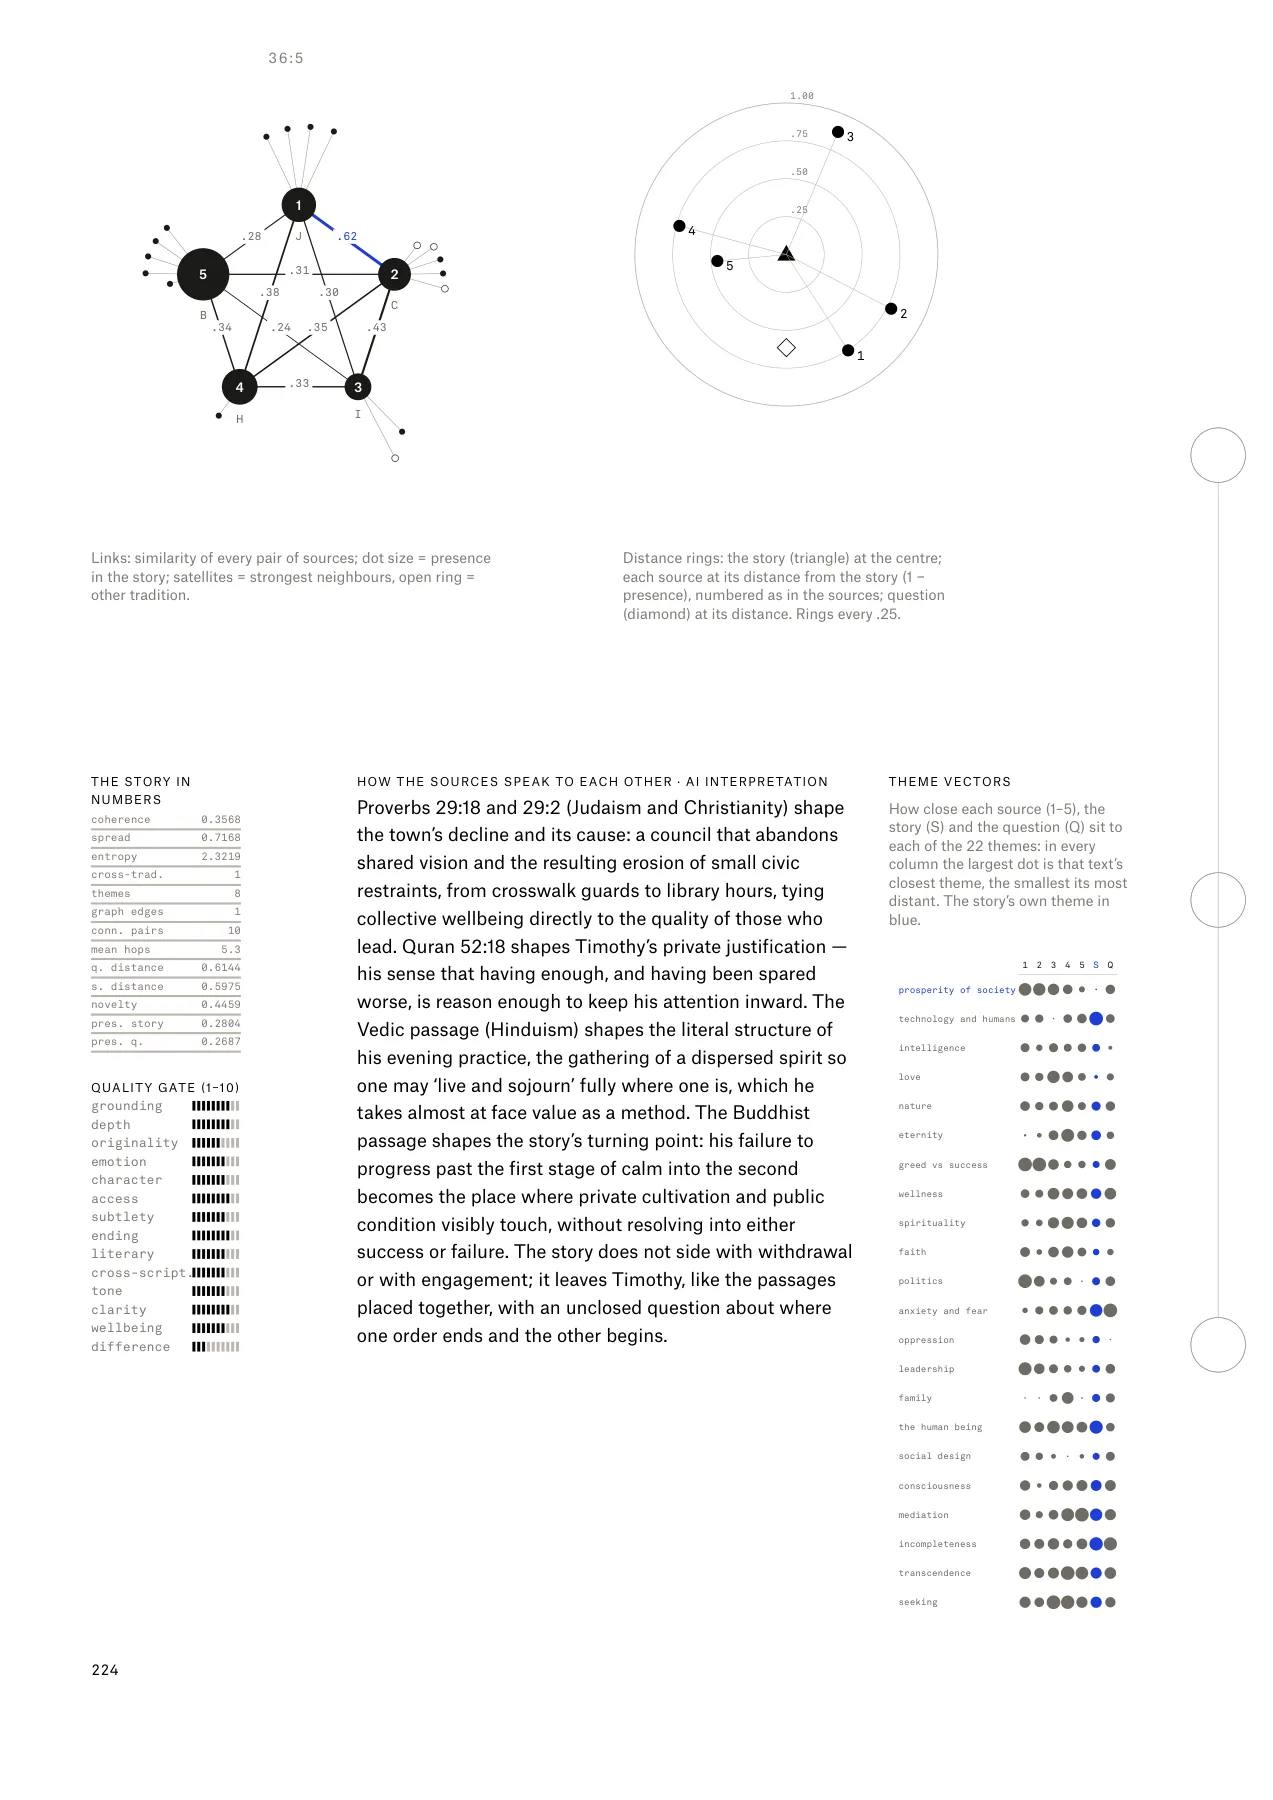 36:5
1
J
.28
.62
5
B
.31
2
C
.38
.30
.34
.24
.35
.43
4
H
.33
3
I
1.00
.75
.50
.25
3
4
5
2
1
Links: similarity of every pair of sources; dot size = presence
in the story; satellites = strongest neighbours, open ring =
other tradition.
Distance rings: the story (triangle) at the centre;
each source at its distance from the story (1 –
presence), numbered as in the sources; question
(diamond) at its distance. Rings every .25.
THE STORY IN
NUMBERS
coherence 0.3568
spread 0.7168
entropy 2.3219
cross-trad. 1
themes 8
graph edges 1
conn. pairs 10
mean hops 5.3
q. distance 0.6144
s. distance 0.5975
novelty 0.4459
pres. story 0.2804
pres. q. 0.2687
QUALITY GATE (1–10)
grounding
depth
originality
emotion
character
access
subtlety
ending
literary
cross-script.
tone
clarity
wellbeing
difference
HOW THE SOURCES SPEAK TO EACH OTHER · AI INTERPRETATION
Proverbs 29:18 and 29:2 (Judaism and Christianity) shape
the town’s decline and its cause: a council that abandons
shared vision and the resulting erosion of small civic
restraints, from crosswalk guards to library hours, tying
collective wellbeing directly to the quality of those who
lead. Quran 52:18 shapes Timothy’s private justification —
his sense that having enough, and having been spared
worse, is reason enough to keep his attention inward. The
Vedic passage (Hinduism) shapes the literal structure of
his evening practice, the gathering of a dispersed spirit so
one may ‘live and sojourn’ fully where one is, which he
takes almost at face value as a method. The Buddhist
passage shapes the story’s turning point: his failure to
progress past the first stage of calm into the second
becomes the place where private cultivation and public
condition visibly touch, without resolving into either
success or failure. The story does not side with withdrawal
or with engagement; it leaves Timothy, like the passages
placed together, with an unclosed question about where
one order ends and the other begins.
THEME VECTORS
How close each source (1–5), the
story (S) and the question (Q) sit to
each of the 22 themes: in every
column the largest dot is that text’s
closest theme, the smallest its most
distant. The story’s own theme in
blue.
1 2 3 4 5 S Q
prosperity of society
technology and humans
intelligence
love
nature
eternity
greed vs success
wellness
spirituality
faith
politics
anxiety and fear
oppression
leadership
family
the human being
social design
consciousness
mediation
incompleteness
transcendence
seeking
224